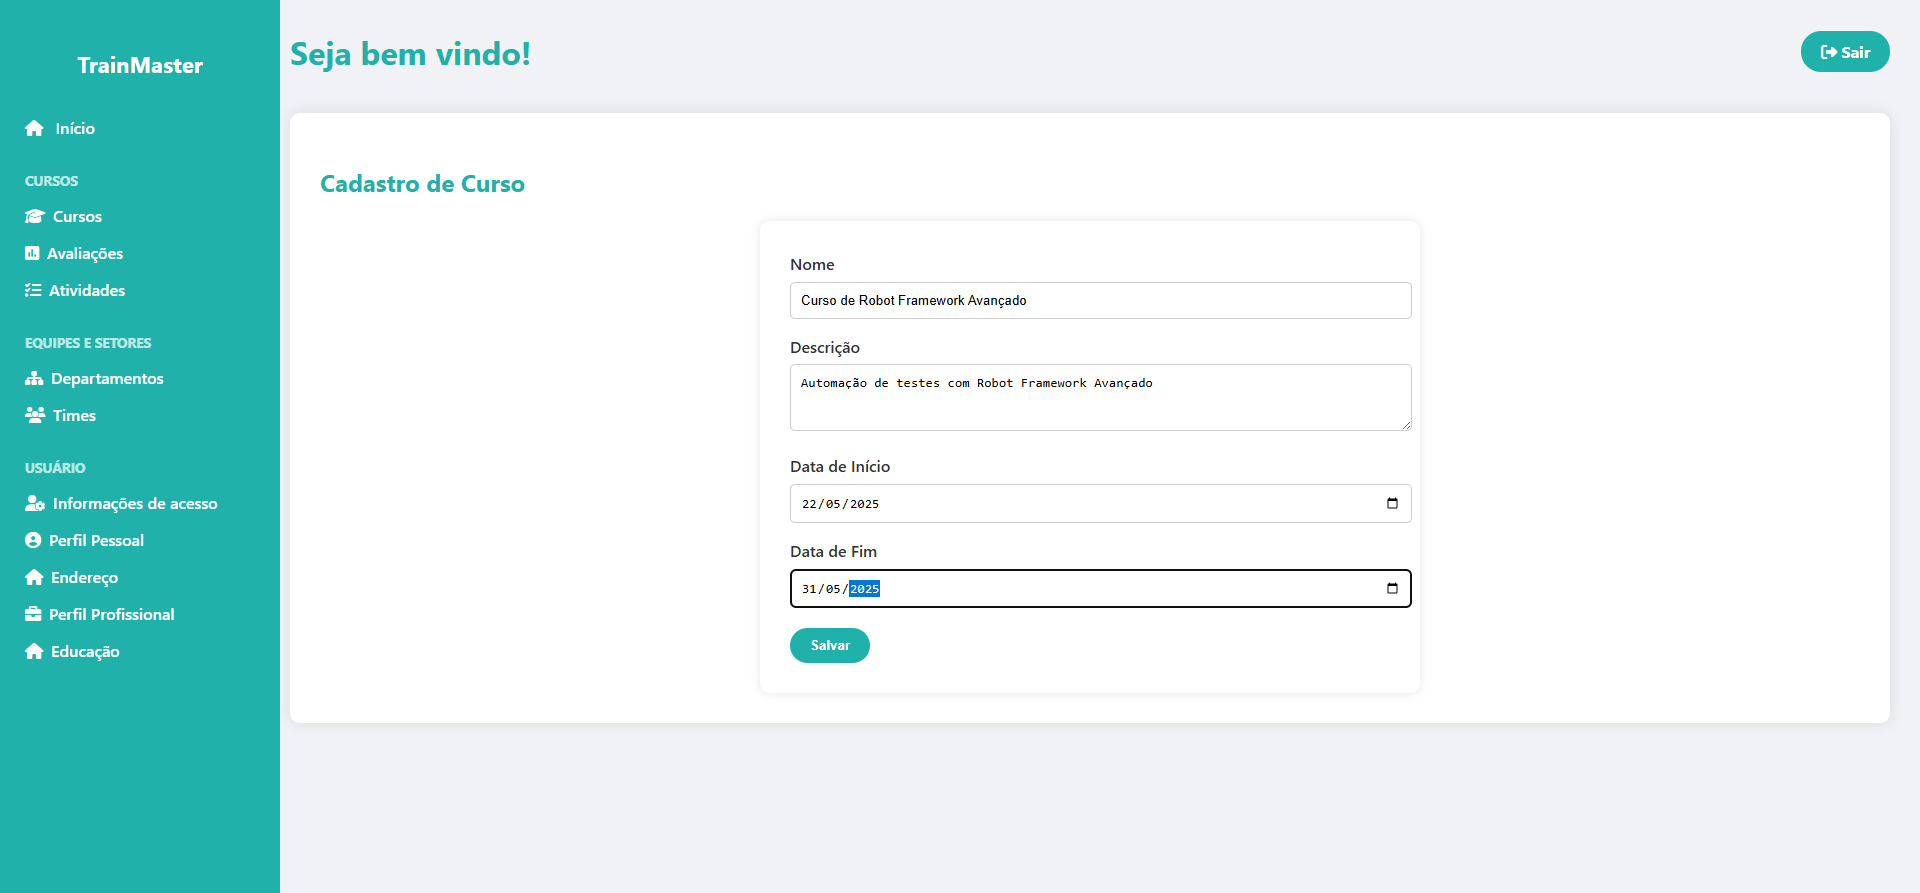 TrainMaster
Início
CURSOS
Cursos
Avaliações
Atividades
EQUIPES E SETORES
Departamentos
Times
USUÁRIO
Informações de acesso
Perfil Pessoal
Endereço
Perfil Profissional
Educação
Seja bem vindo!
Sair
Cadastro de Curso
Nome
Curso de Robot Framework Avançado
Descrição
Automação de testes com Robot Framework Avançado
Data de Início
22/05/2025
Data de Fim
31/05/2025
Salvar